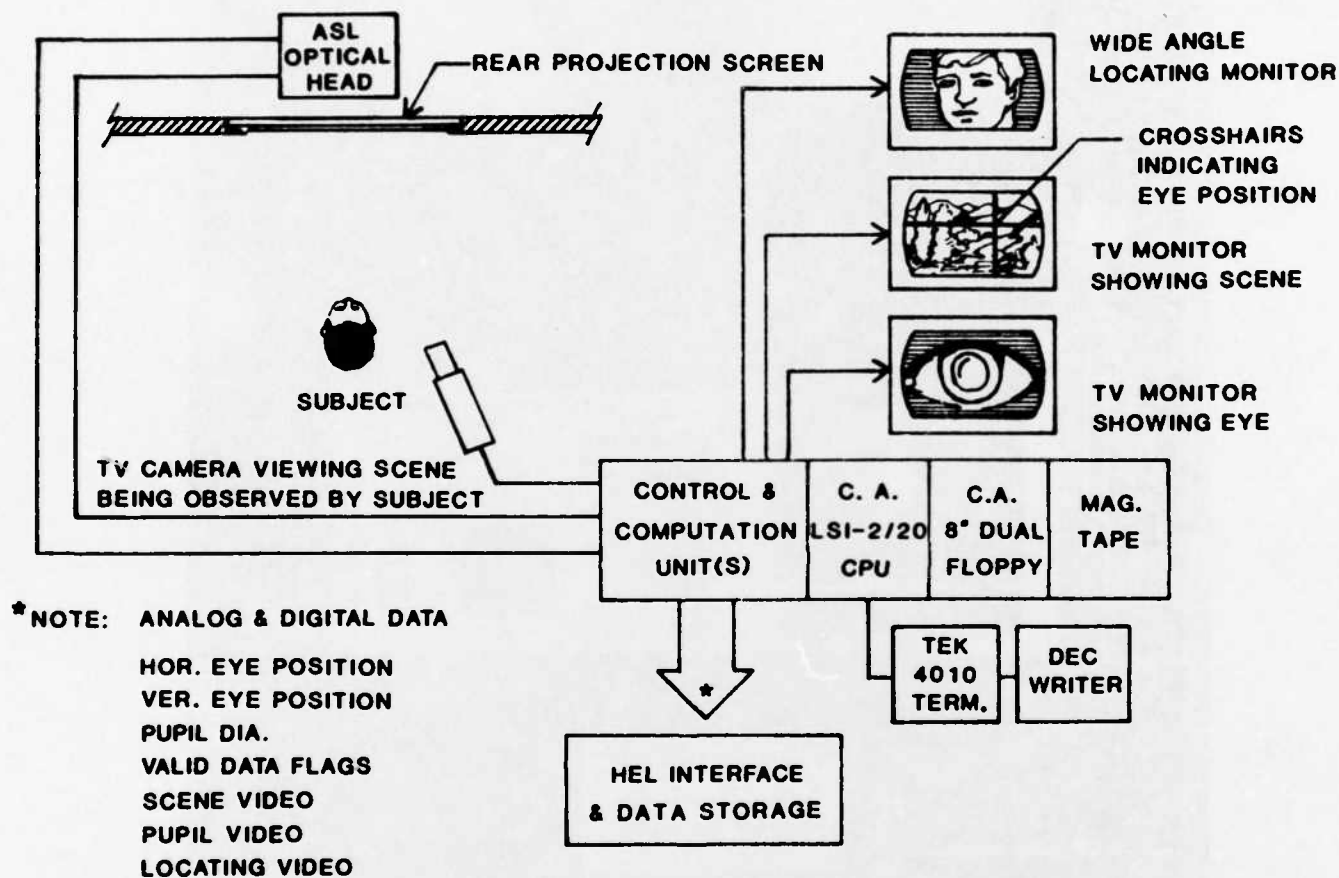 ASL
OPTICAL
HEAD
REAR PROJECTION SCREEN
WIDE ANGLE
LOCATING MONITOR
CROSSHAIRS
INDICATING
EYE POSITION
TV MONITOR
SHOWING SCENE
TV MONITOR
SHOWING EYE
SUBJECT
TV CAMERA VIEWING SCENE
BEING OBSERVED BY SUBJECT
CONTROL &
COMPUTATION
UNIT(S)
C. A.
LSI-2/20
CPU
C.A.
8" DUAL
FLOPPY
MAG.
TAPE
TEK
4010
TERM.
DEC
WRITER
*
HEL INTERFACE
& DATA STORAGE
*NOTE: ANALOG & DIGITAL DATA
HOR. EYE POSITION
VER. EYE POSITION
PUPIL DIA.
VALID DATA FLAGS
SCENE VIDEO
PUPIL VIDEO
LOCATING VIDEO